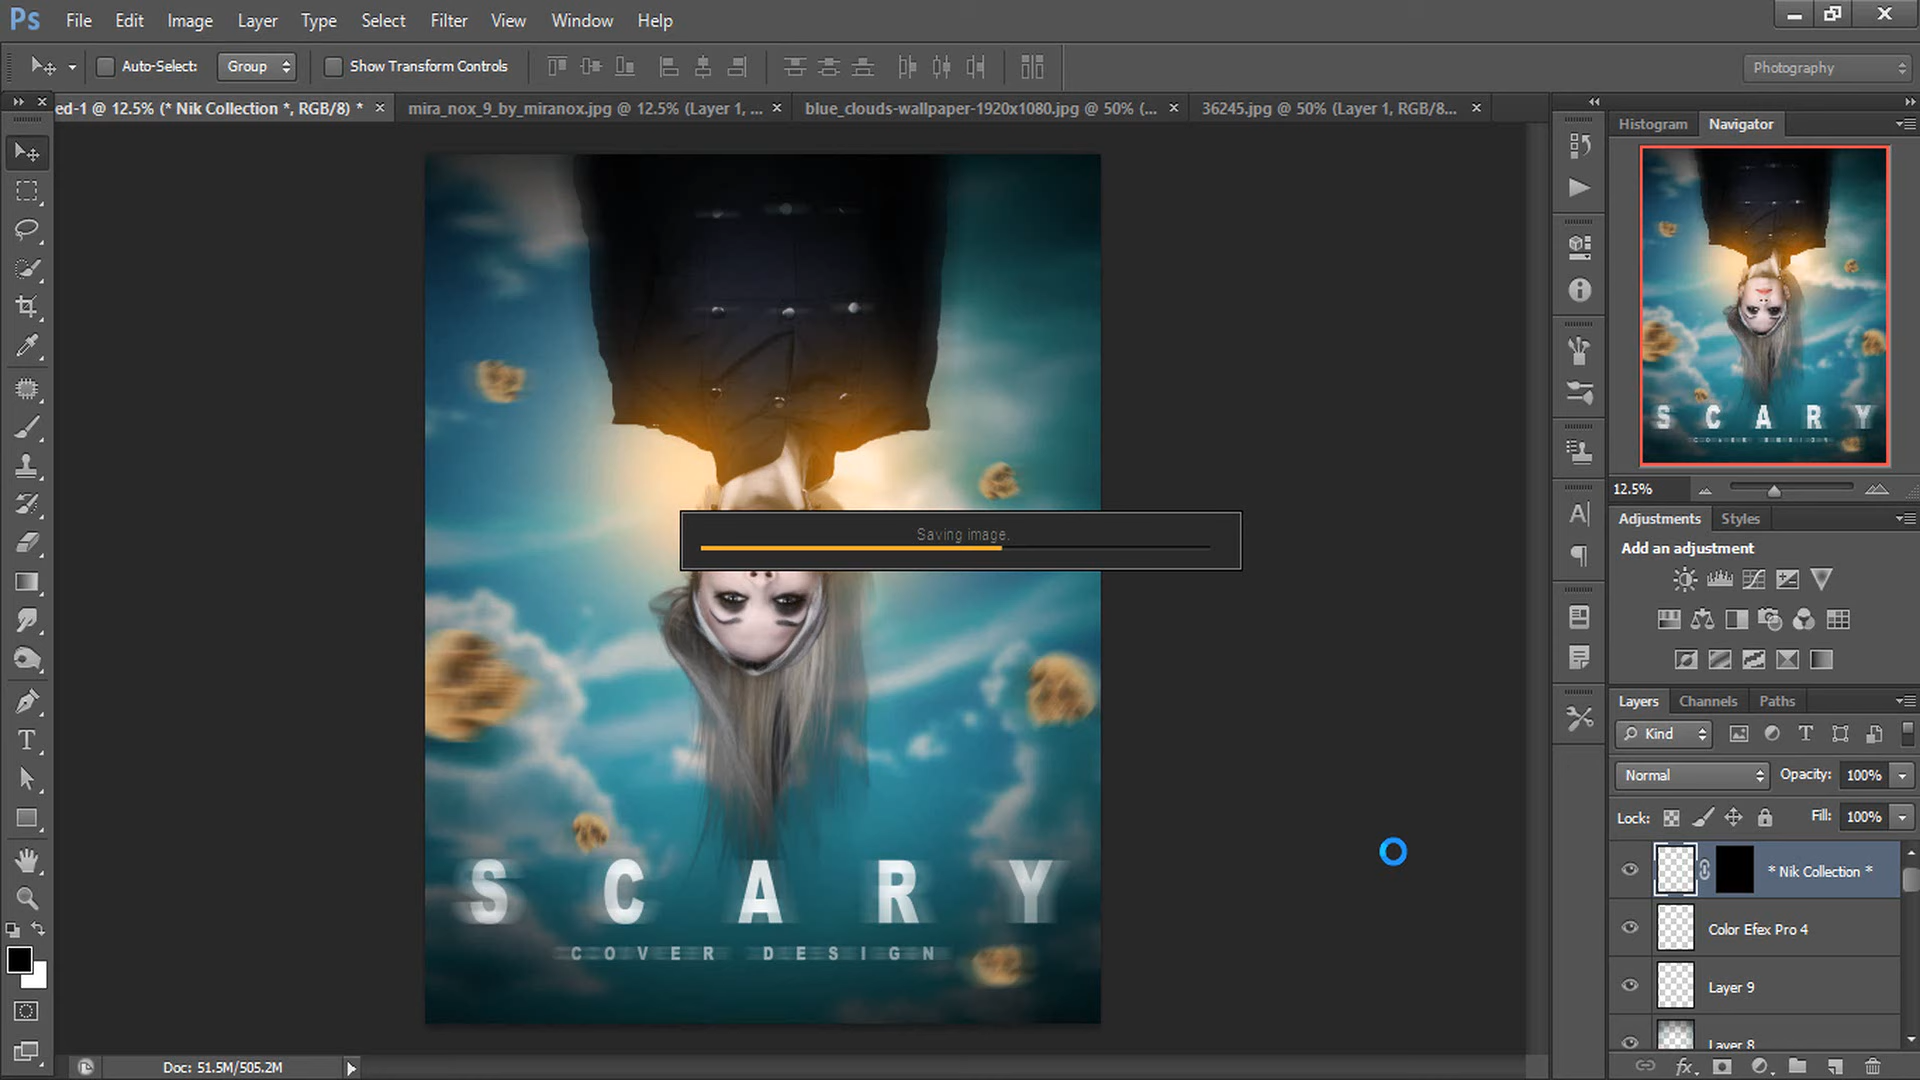 Ps File Edit Image Layer Type Select Filter View Window Help
Auto-Select: Group Show Transform Controls Photography
ed-1 @ 12.5% (* Nik Collection *, RGB/8) * × mira_nox_9_by_miranox.jpg @ 12.5% (Layer 1, ... × blue_clouds-wallpaper-1920x1080.jpg @ 50% (... × 36245.jpg @ 50% (Layer 1, RGB/8... ×
Histogram Navigator
SCARY
12.5%
Adjustments Styles
Add an adjustment
Saving image.
Layers Channels Paths
Kind
Normal Opacity: 100%
Lock: Fill: 100%
* Nik Collection *
Color Efex Pro 4
Layer 9
Layer 8
SCARY
COVER DESIGN
Doc: 51.5M/505.2M